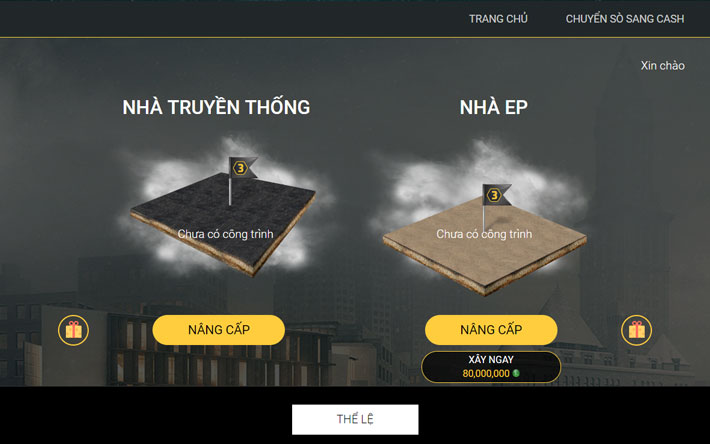 TRANG CHỦ
CHUYỂN SÒ SANG CASH
Xin chào
NHÀ TRUYỀN THỐNG
NHÀ EP
3
3
Chưa có công trình
Chưa có công trình
NÂNG CẤP
NÂNG CẤP
XÂY NGAY
80,000,000
THỂ LỆ